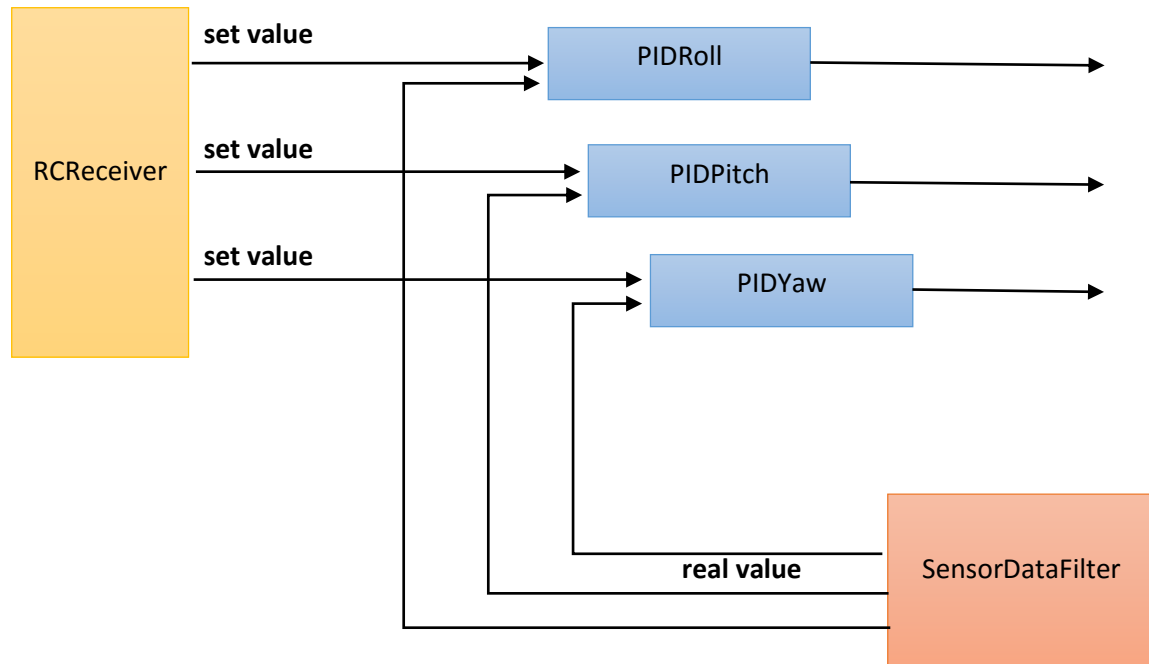 set value
PIDRoll
set value
RCReceiver
PIDPitch
set value
PIDYaw
real value
SensorDataFilter